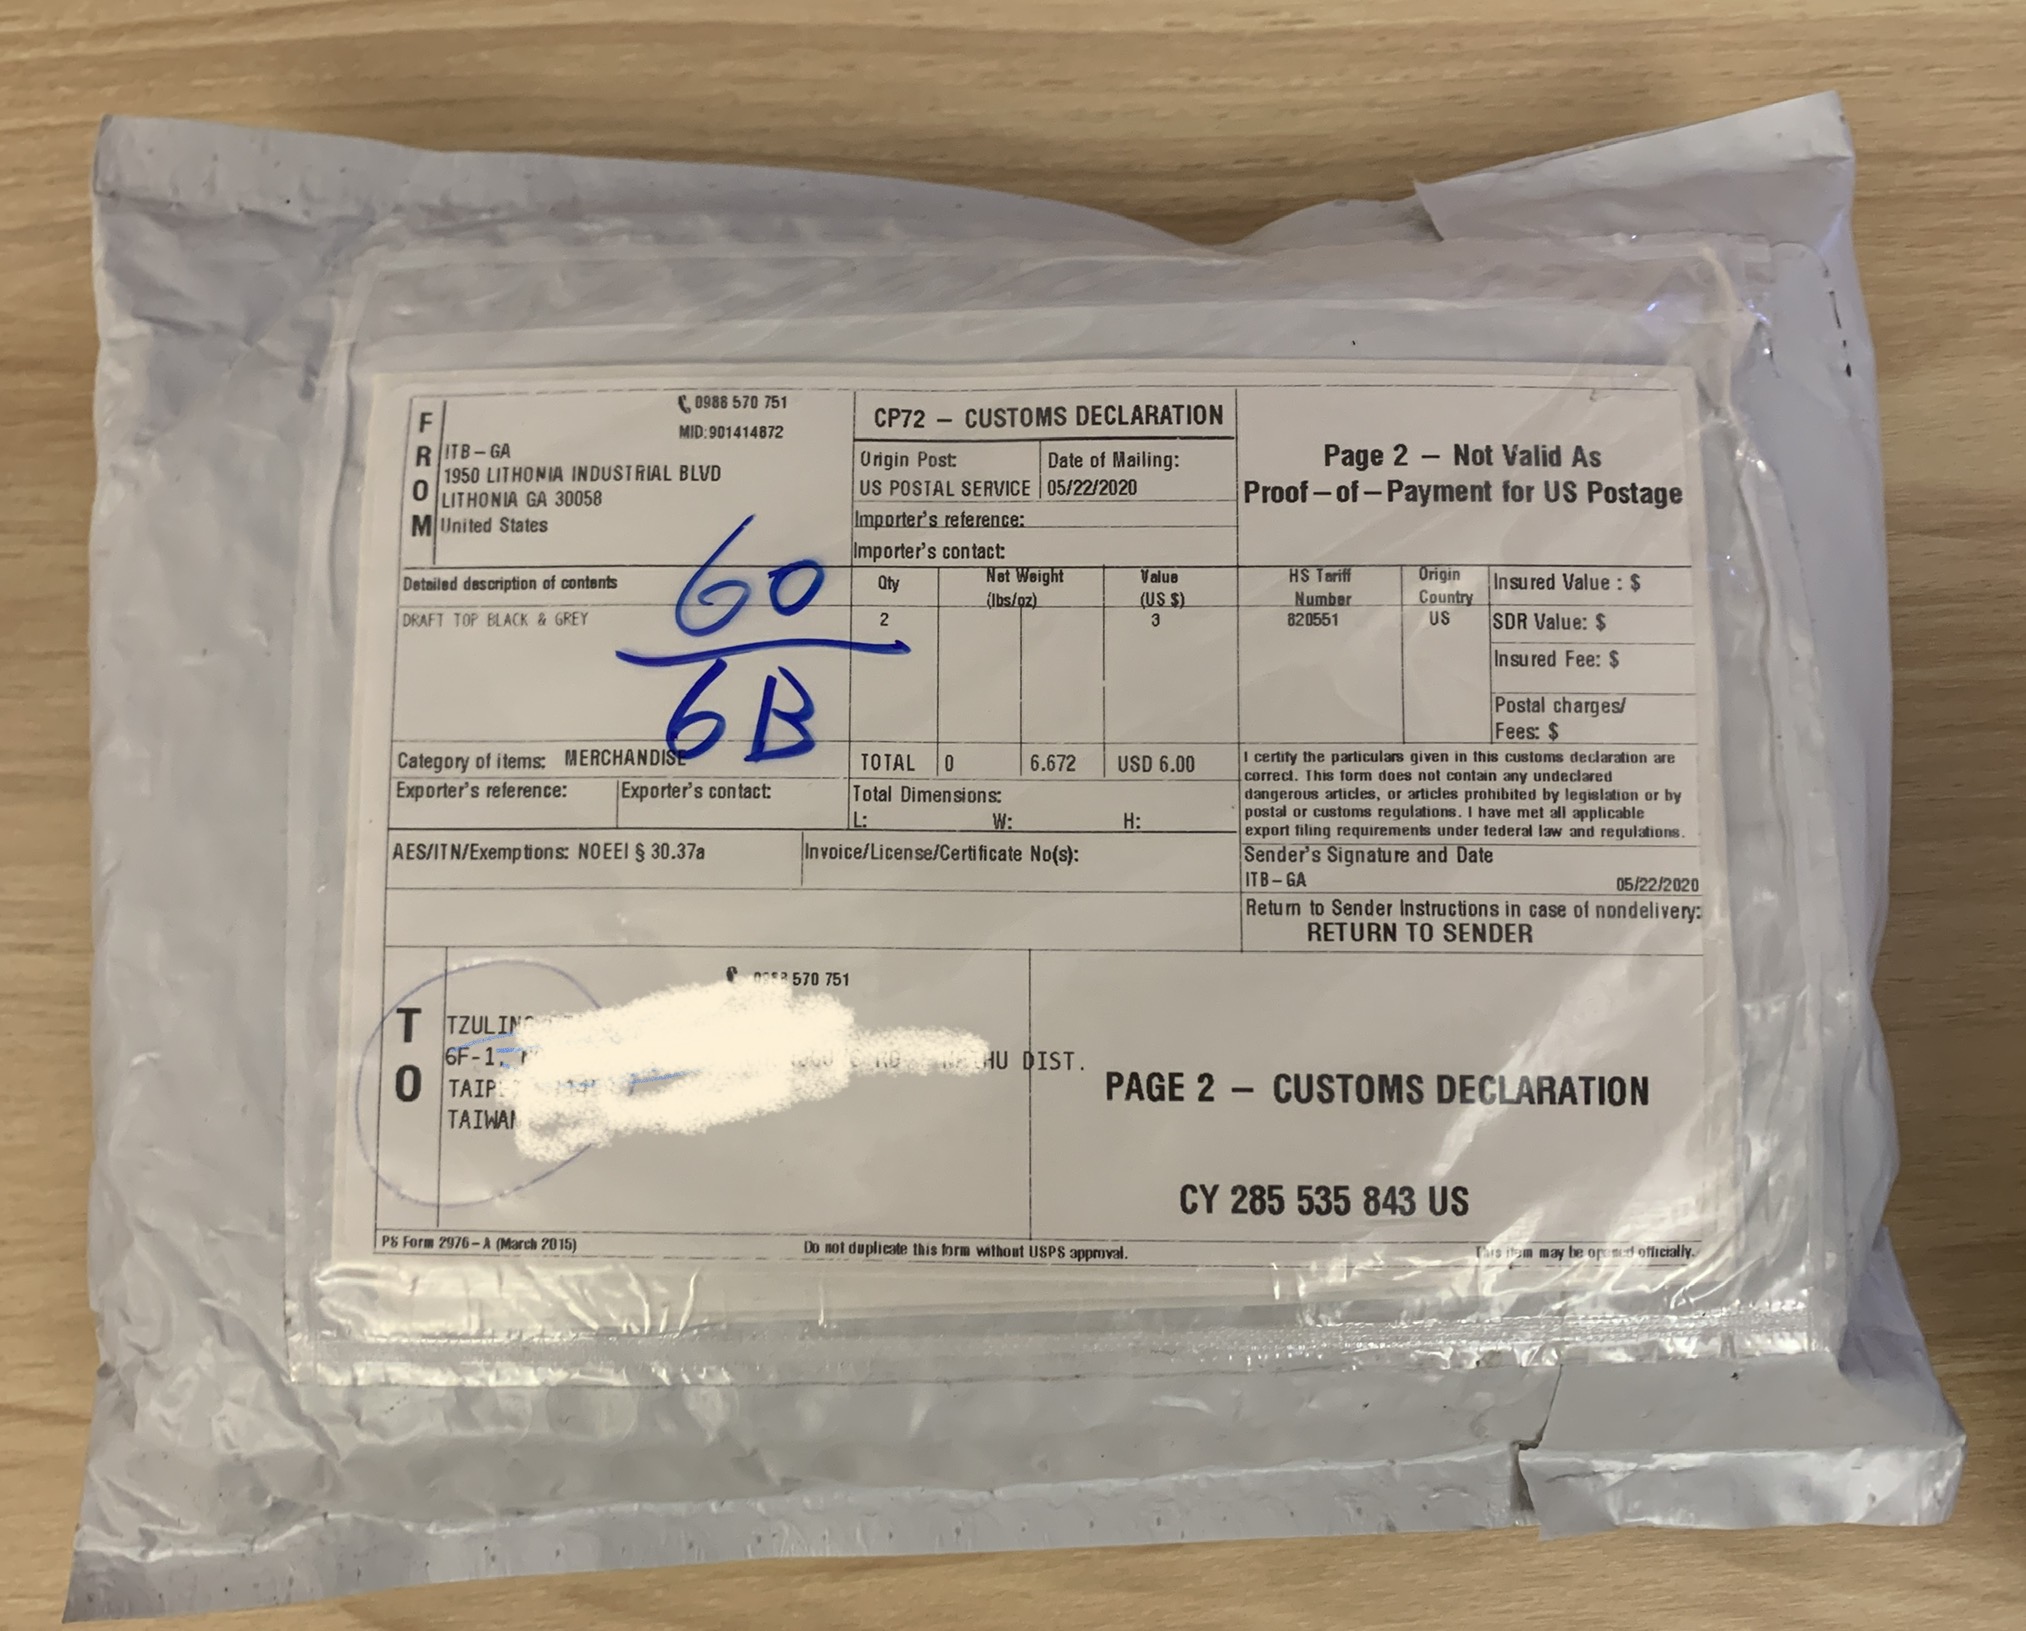 FROM
0988 570 751
MID:901414872
ITB-GA
1950 LITHONIA INDUSTRIAL BLVD
LITHONIA GA 30058
United States
CP72 - CUSTOMS DECLARATION
Origin Post:
US POSTAL SERVICE
Date of Mailing:
05/22/2020
Importer's reference:
Importer's contact:
Page 2 - Not Valid As
Proof-of-Payment for US Postage
60
6B
Detailed description of contents
Qty
Net Weight
(lbs/oz)
Value
(US $)
HS Tariff
Number
Origin
Country
DRAFT TOP BLACK & GREY
2
3
820551
US
Insured Value : $
SDR Value: $
Insured Fee: $
Postal charges/
Fees: $
Category of items: MERCHANDISE
TOTAL 0 6.672 USD 6.00
Exporter's reference:
Exporter's contact:
Total Dimensions:
L: W: H:
AES/ITN/Exemptions: NOEEI § 30.37a
Invoice/License/Certificate No(s):
I certify the particulars given in this customs declaration are
correct. This form does not contain any undeclared
dangerous articles, or articles prohibited by legislation or by
postal or customs regulations. I have met all applicable
export filing requirements under federal law and regulations.
Sender's Signature and Date
ITB-GA 05/22/2020
Return to Sender Instructions in case of nondelivery:
RETURN TO SENDER
TO
570 751
6F-1,
DIST.
PAGE 2 - CUSTOMS DECLARATION
CY 285 535 843 US
PS Form 2976-A (March 2015)
Do not duplicate this form without USPS approval.
This item may be opened officially.